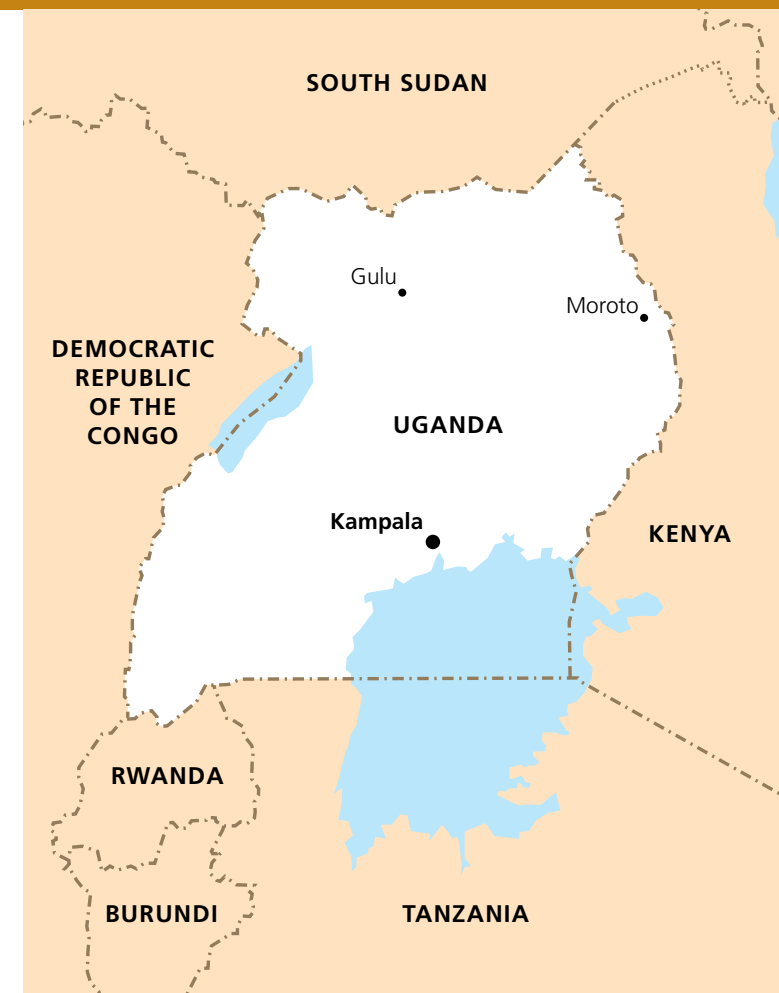 SOUTH SUDAN
Gulu
Moroto
DEMOCRATIC
REPUBLIC
OF THE
CONGO
UGANDA
Kampala
KENYA
RWANDA
BURUNDI
TANZANIA